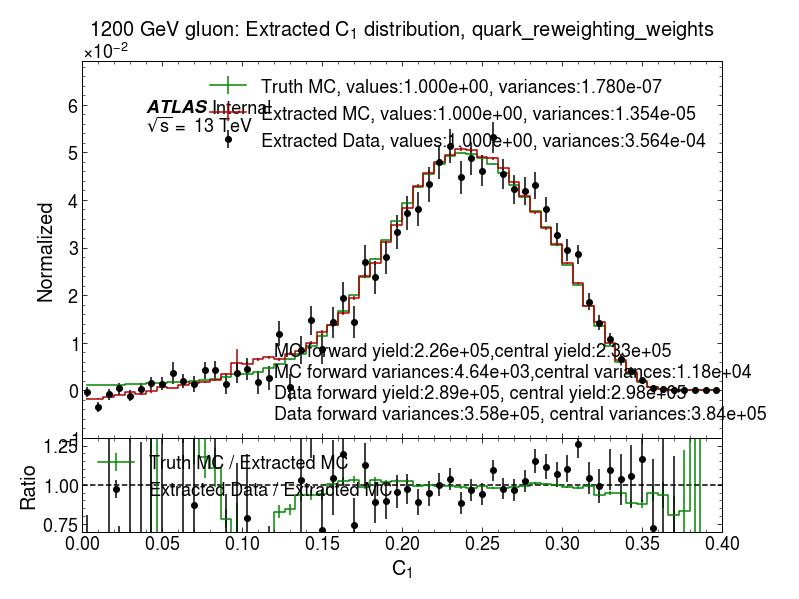 1200 GeV gluon: Extracted C₁ distribution, quark_reweighting_weights
×10⁻²
Truth MC, values:1.000e+00, variances:1.780e-07
ATLAS Internal
Extracted MC, values:1.000e+00, variances:1.354e-05
√s = 13 TeV
Extracted Data, values:1.000e+00, variances:3.564e-04
6
5
4
3
2
1
0
-1
Normalized
MC forward yield:2.26e+05,central yield:2.33e+05
MC forward variances:4.64e+03,central variances:1.18e+04
Data forward yield:2.89e+05, central yield:2.98e+05
Data forward variances:3.58e+05, central variances:3.84e+05
1.25
1.00
0.75
Ratio
Truth MC / Extracted MC
Extracted Data / Extracted MC
0.00 0.05 0.10 0.15 0.20 0.25 0.30 0.35 0.40
C₁